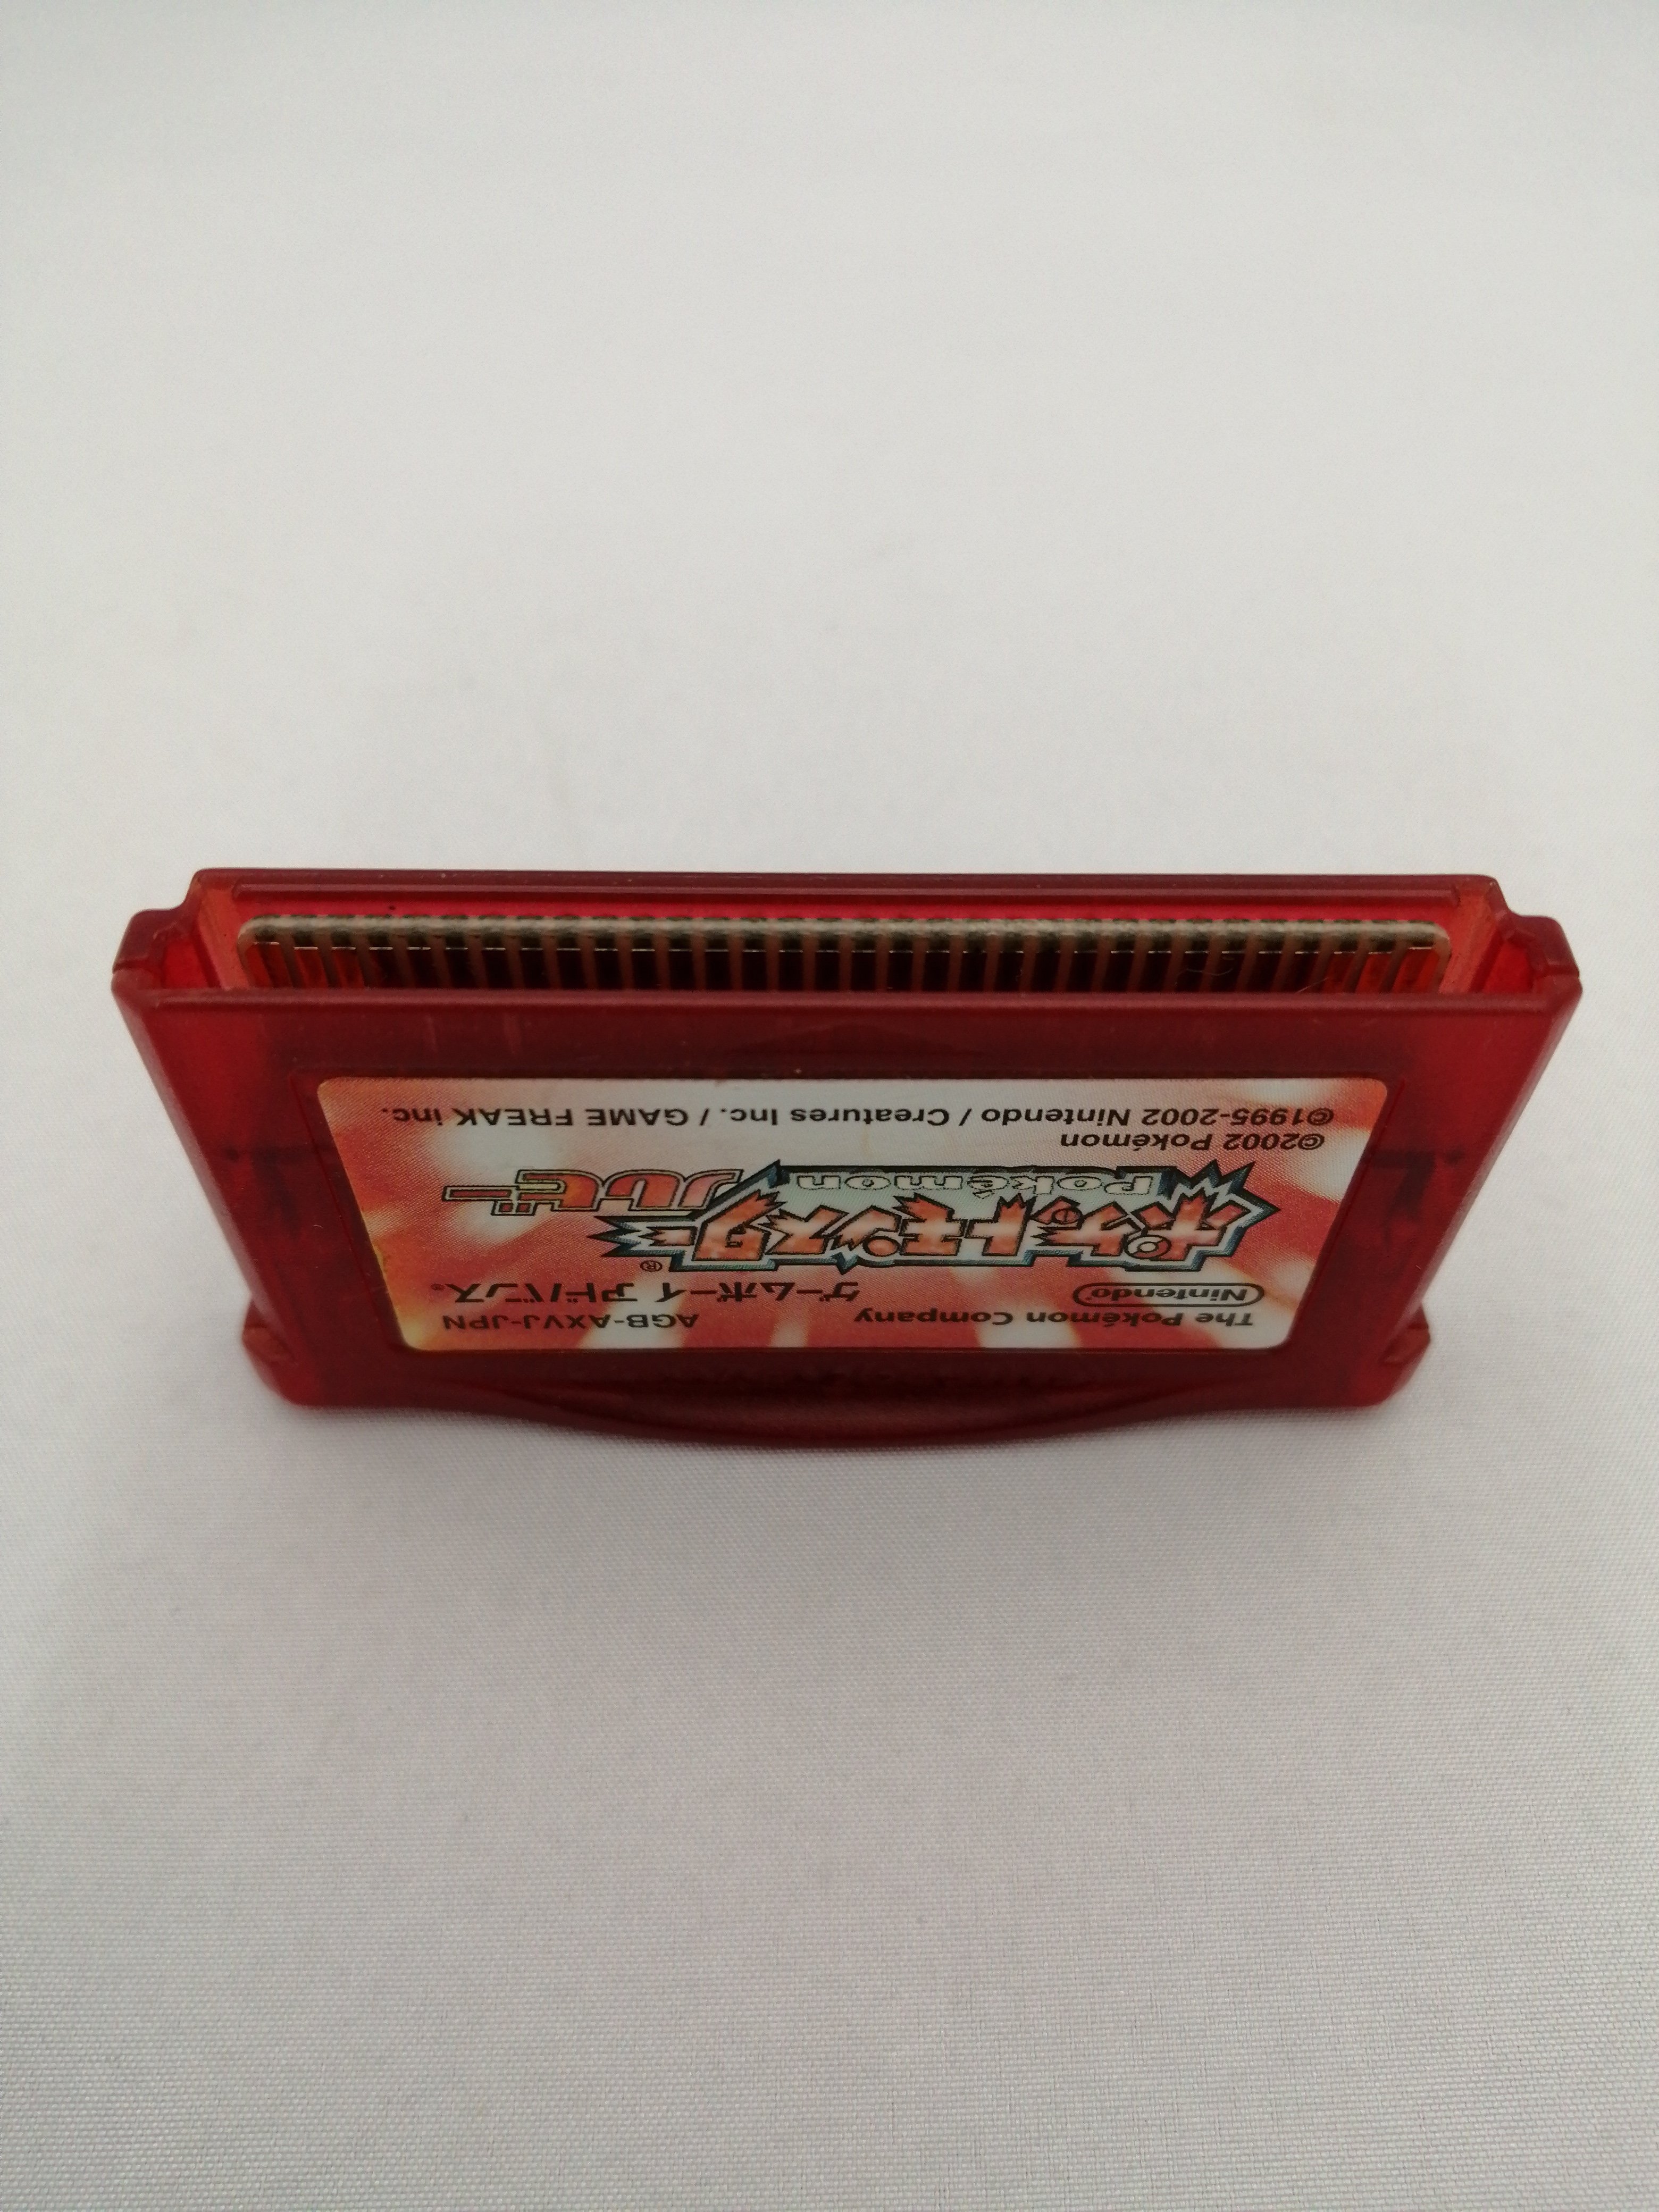 The Pokémon Company AGB-AXVJ-JPN
Nintendo® ゲームボーイ アドバンス®
ポケットモンスター®
Pokémon ルビー
©2002 Pokémon
©1995-2002 Nintendo / Creatures Inc. / GAME FREAK inc.